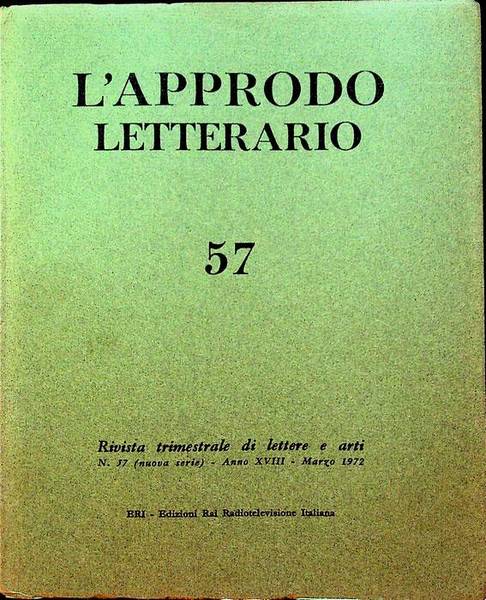 L'APPRODO
LETTERARIO
57
Rivista trimestrale di lettere e arti
N. 57 (nuova serie) - Anno XVIII - Marzo 1972
ERI - Edizioni Rai Radiotelevisione Italiana